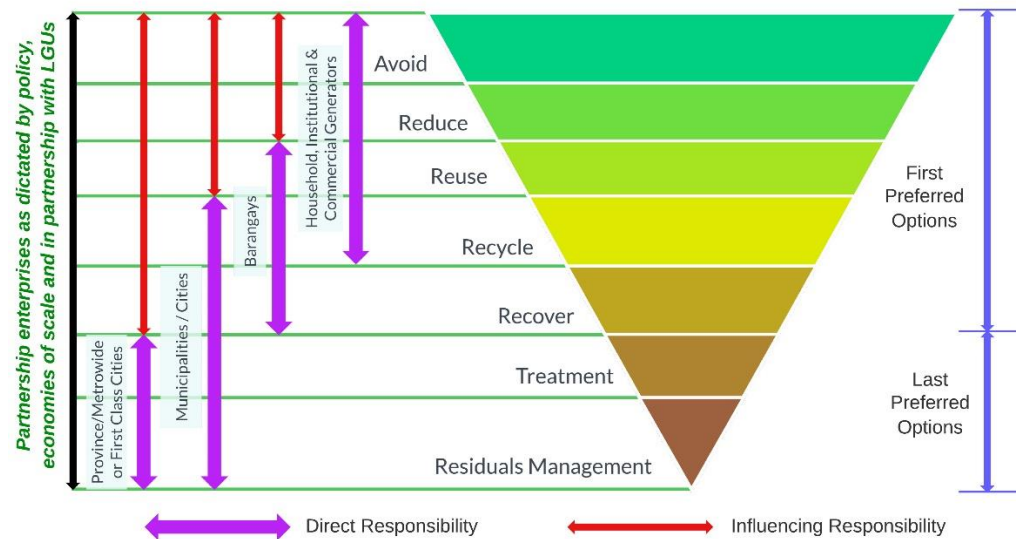 Partnership enterprises as dictated by policy,
economies of scale and in partnership with LGUs
Province/Metrowide
or First Class Cities
Municipalities / Cities
Barangays
Household, Institutional &
Commercial Generators
Avoid
Reduce
Reuse
Recycle
Recover
Treatment
Residuals Management
First
Preferred
Options
Last
Preferred
Options
Direct Responsibility
Influencing Responsibility